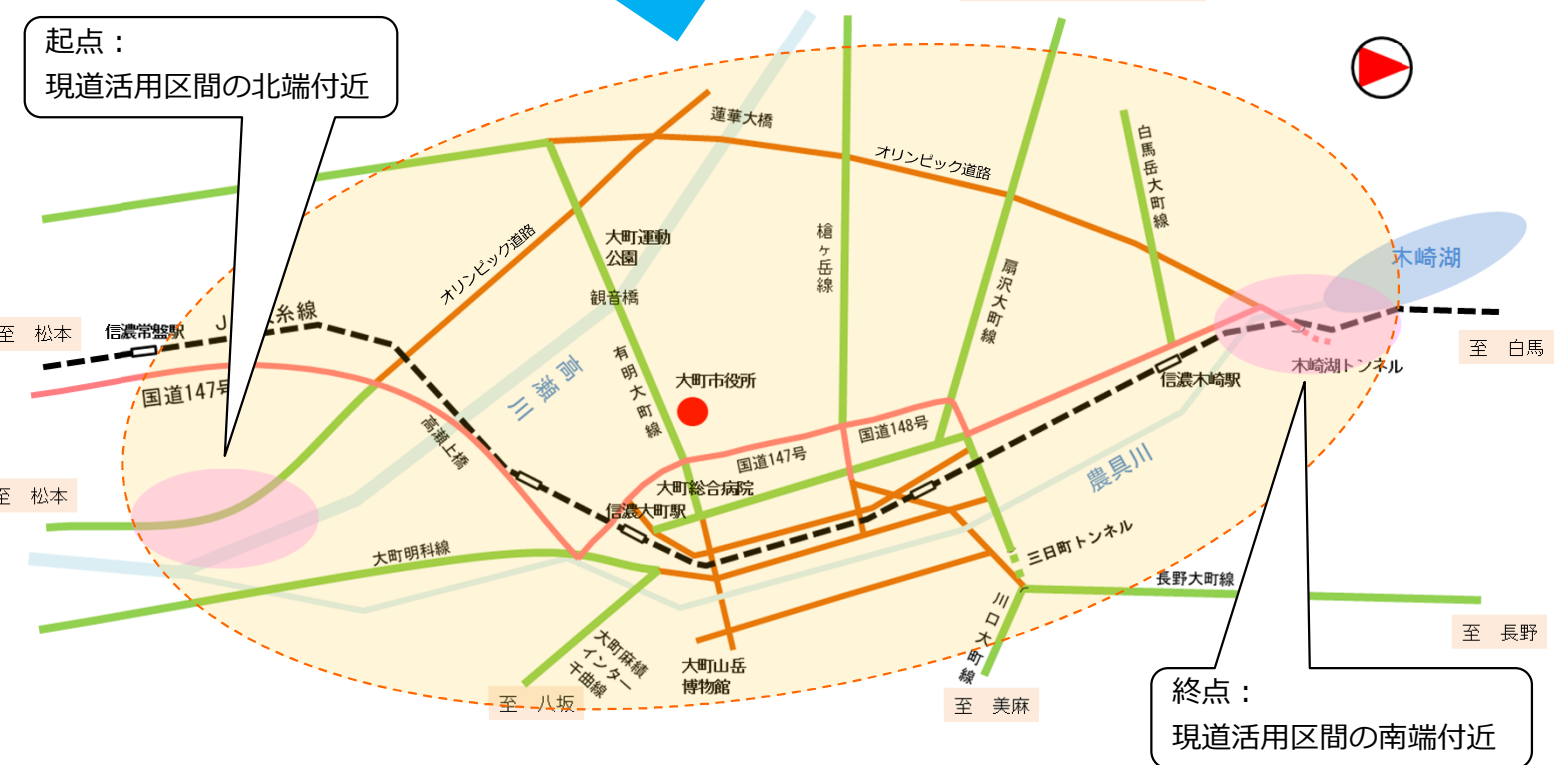 起点：
現道活用区間の北端付近
蓮華大橋
オリンピック道路
白馬岳大町線
木崎湖
大町運動
公園
槍ヶ岳線
扇沢大町線
オリンピック道路
観音橋
至　松本
信濃常盤駅
J
糸線
国道147号
有明大町線
高瀬川
大町市役所
至　白馬
木崎湖トンネル
信濃木崎駅
高瀬上橋
国道148号
国道147号
農具川
至　松本
大町総合病院
信濃大町駅
大町明科線
三日町トンネル
長野大町線
川口大町線
至　長野
大町麻績
インター
千曲線
大町山岳
博物館
至　八坂
至　美麻
終点：
現道活用区間の南端付近